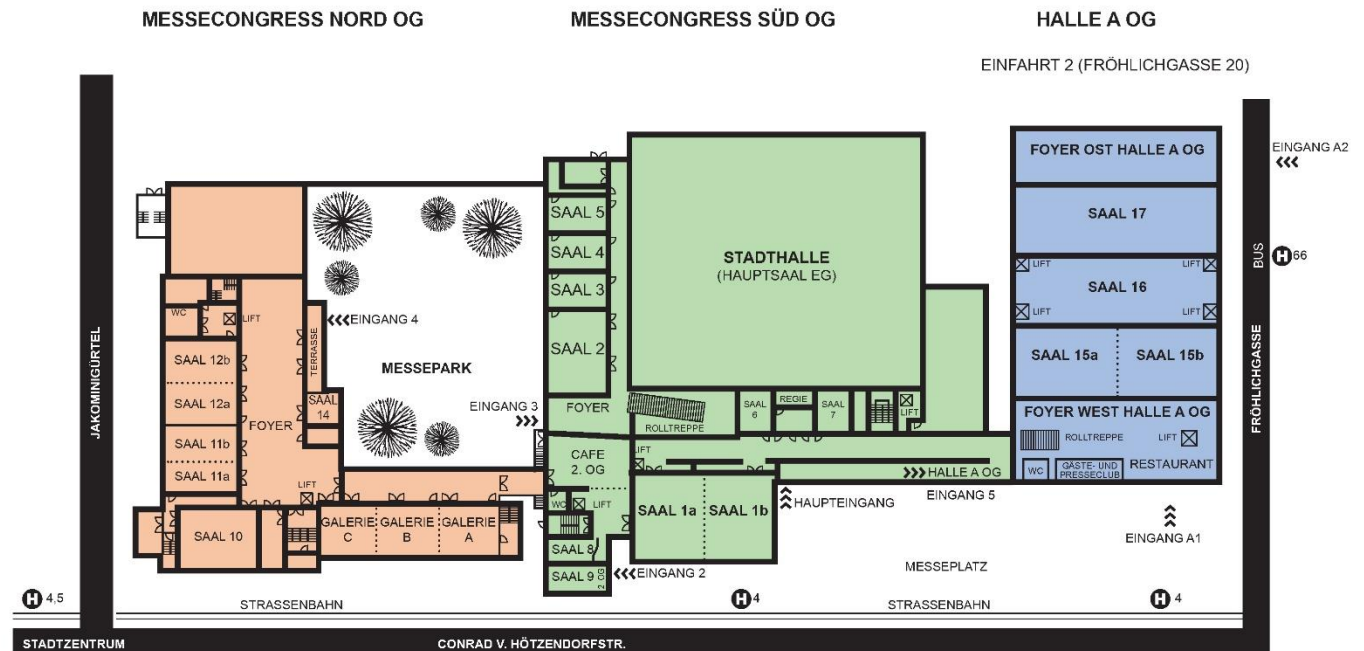 MESSECONGRESS NORD OG
MESSECONGRESS SÜD OG
HALLE A OG
EINFAHRT 2 (FRÖHLICHGASSE 20)
JAKOMINIGÜRTEL
WC
LIFT
SAAL 12b
SAAL 12a
SAAL 11b
SAAL 11a
FOYER
TERRASSE
SAAL
14
EINGANG 4
MESSEPARK
EINGANG 3
LIFT
SAAL 10
GALERIE
C
GALERIE
B
GALERIE
A
SAAL 5
SAAL 4
SAAL 3
SAAL 2
FOYER
STADTHALLE
(HAUPTSAAL EG)
ROLLTREPPE
SAAL
6
REGIE
SAAL
7
LIFT
CAFE
2. OG
LIFT
WC
LIFT
SAAL 8
SAAL 9
2. OG
EINGANG 2
SAAL 1a
SAAL 1b
HALLE A OG
HAUPTEINGANG
EINGANG 5
FOYER OST HALLE A OG
SAAL 17
LIFT
LIFT
SAAL 16
LIFT
LIFT
SAAL 15a
SAAL 15b
FOYER WEST HALLE A OG
ROLLTREPPE
LIFT
WC
GÄSTE- UND
PRESSECLUB
RESTAURANT
EINGANG A2
BUS
H 66
FRÖHLICHGASSE
EINGANG A1
MESSEPLATZ
H 4,5
STRASSENBAHN
H 4
STRASSENBAHN
H 4
STADTZENTRUM
CONRAD V. HÖTZENDORFSTR.